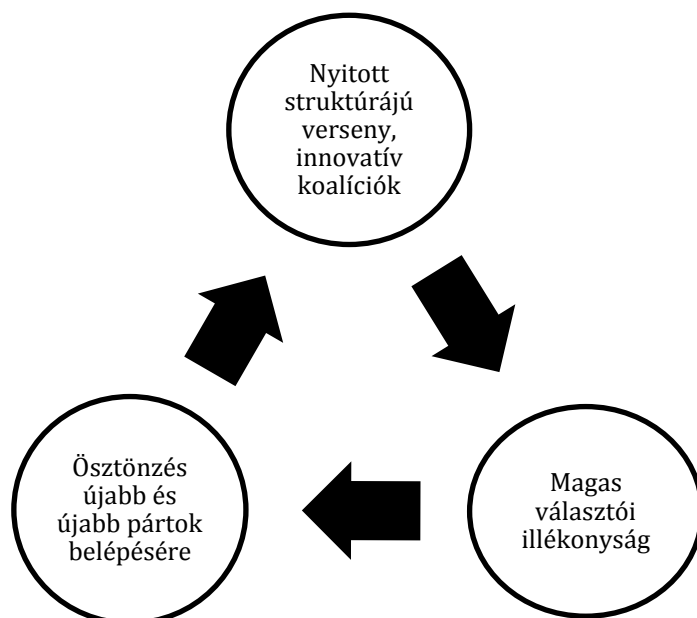 Nyitott
struktúrájú
verseny,
innovatív
koalíciók
Ösztönzés
újabb és
újabb pártok
belépésére
Magas
választói
illékonyság